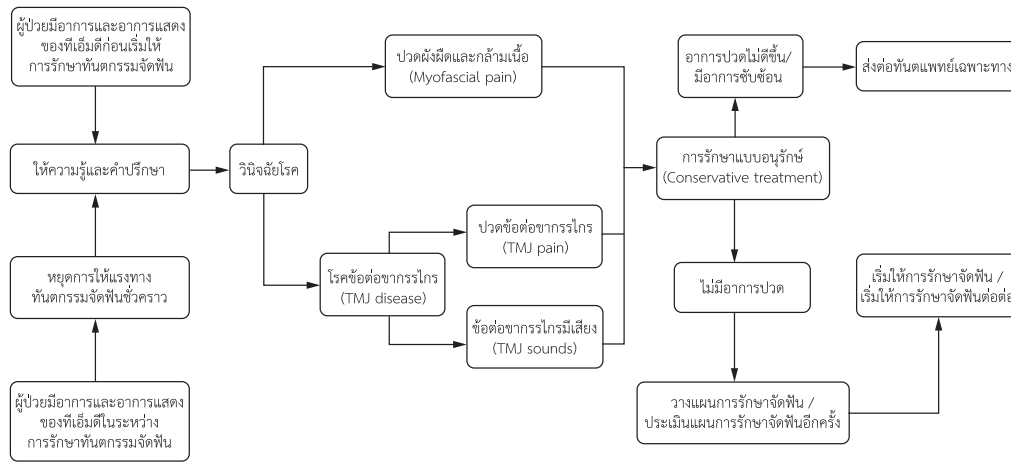 ผู้ป่วยมีอาการและอาการแสดง
ของทีเอ็มดีก่อนเริ่มให้
การรักษาทันตกรรมจัดฟัน
ให้ความรู้และคำปรึกษา
หยุดการให้แรงทาง
ทันตกรรมจัดฟันชั่วคราว
ผู้ป่วยมีอาการและอาการแสดง
ของทีเอ็มดีในระหว่าง
การรักษาทันตกรรมจัดฟัน
วินิจฉัยโรค
ปวดผังผืดและกล้ามเนื้อ
(Myofascial pain)
โรคข้อต่อขากรรไกร
(TMJ disease)
ปวดข้อต่อขากรรไกร
(TMJ pain)
ข้อต่อขากรรไกรมีเสียง
(TMJ sounds)
อาการปวดไม่ดีขึ้น/
มีอาการซับซ้อน
ส่งต่อทันตแพทย์เฉพาะทาง
การรักษาแบบอนุรักษ์
(Conservative treatment)
ไม่มีอาการปวด
วางแผนการรักษาจัดฟัน /
ประเมินแผนการรักษาจัดฟันอีกครั้ง
เริ่มให้การรักษาจัดฟัน /
เริ่มให้การรักษาจัดฟันต่อต่อ